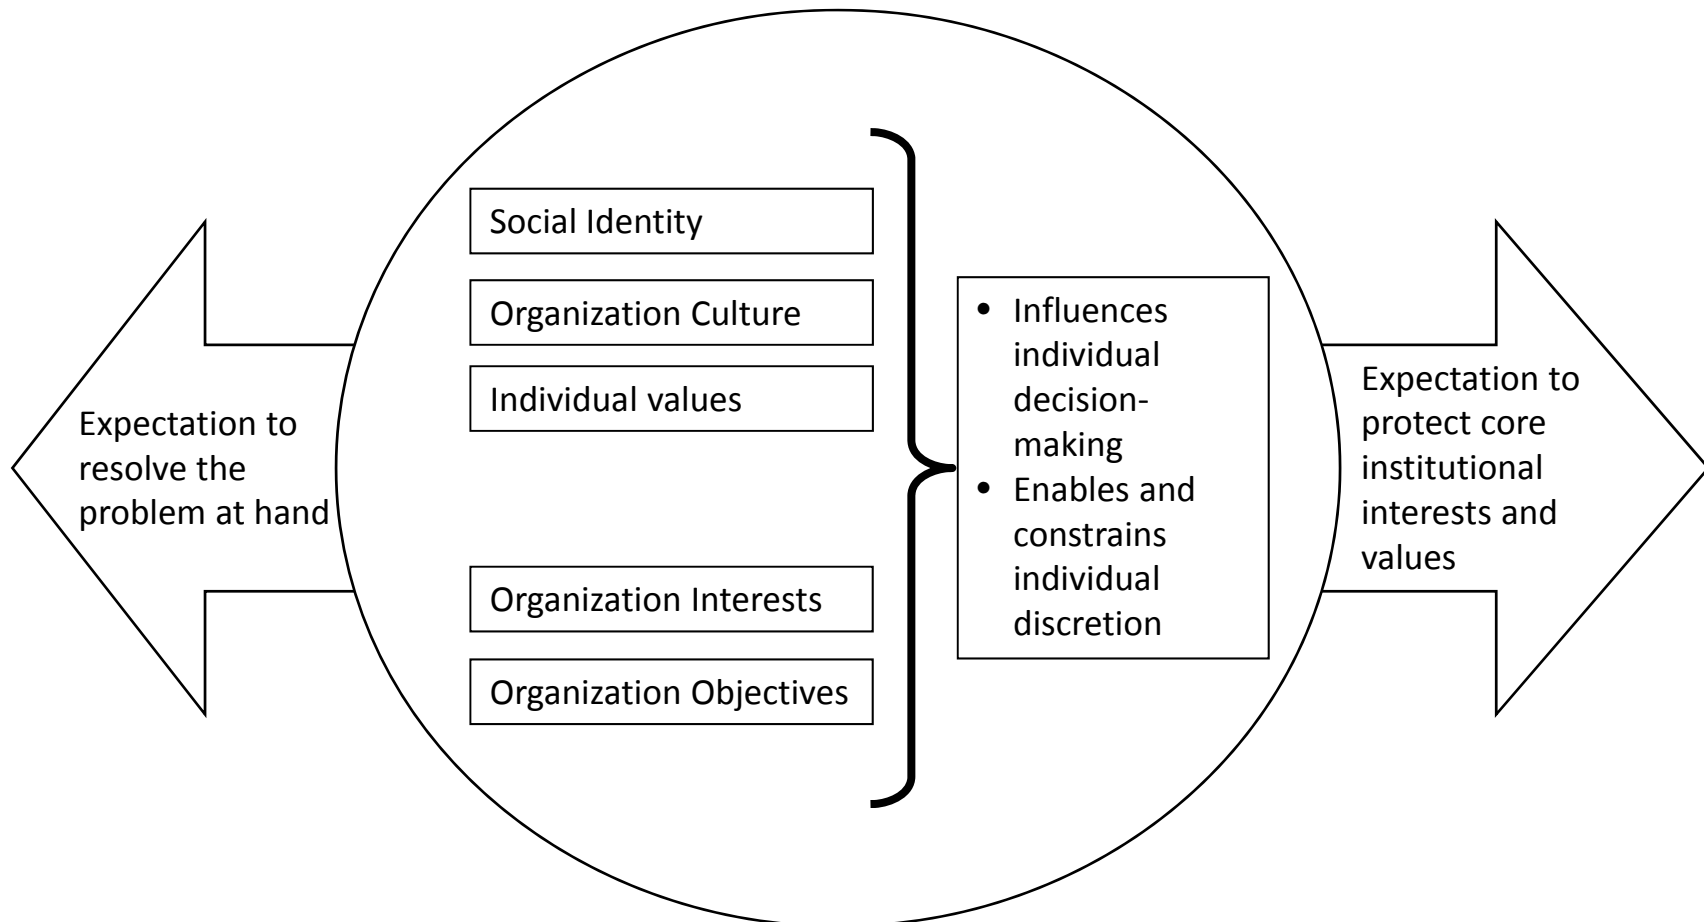 Expectation to
resolve the
problem at hand
Social Identity
Organization Culture
Individual values
Organization Interests
Organization Objectives
• Influences
individual
decision-
making
• Enables and
constrains
individual
discretion
Expectation to
protect core
institutional
interests and
values